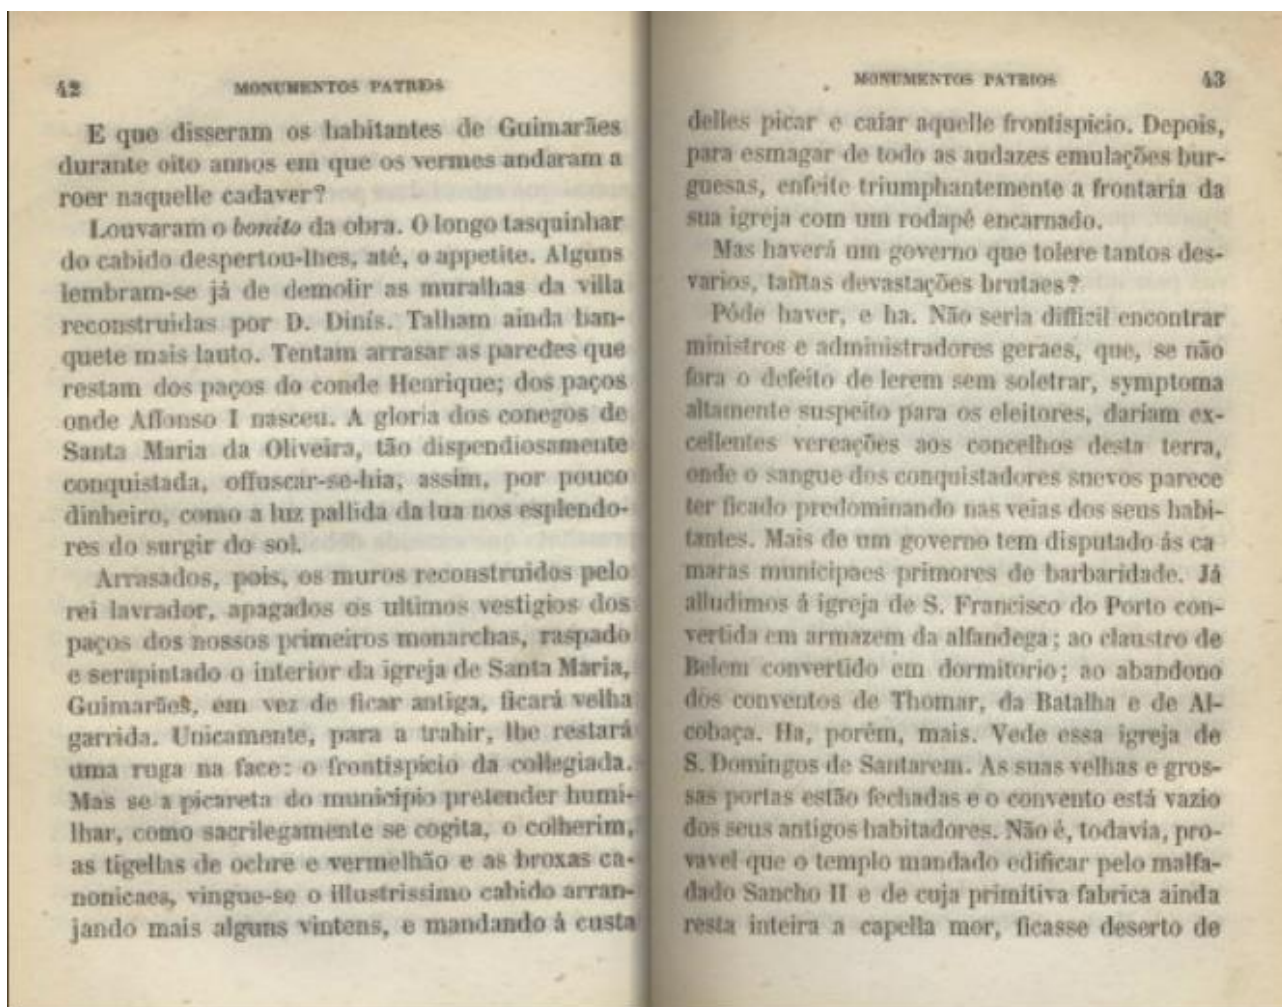 42 MONUMENTOS PATRIOS
E que disseram os habitantes de Guimarães
durante oito annos em que os vermes andaram a
roer naquelle cadaver?
Louvaram o bonito da obra. O longo tasquinhar
do cabido despertou-lhes, até, o appetite. Alguns
lembram-se já de demolir as muralhas da villa
reconstruidas por D. Dinís. Talham ainda ban-
quete mais lauto. Tentam arrasar as paredes que
restam dos paços do conde Henrique; dos paços
onde Affonso I nasceu. A gloria dos conegos de
Santa Maria da Oliveira, tão dispendiosamente
conquistada, offuscar-se-hia, assim, por pouco
dinheiro, como a luz pallida da lua nos esplendo-
res do surgir do sol.
Arrasados, pois, os muros reconstruidos pelo
rei lavrador, apagados os ultimos vestigios dos
paços dos nossos primeiros monarchas, raspado
e serapintado o interior da igreja de Santa Maria,
Guimarães, em vez de ficar antiga, ficará velha
garrida. Unicamente, para a trahir, lhe restará
uma ruga na face: o frontispicio da collegiada.
Mas se a picareta do municipio pretender humi-
lhar, como sacrilegamente se cogita, o colherim,
as tigellas de ochre e vermelhão e as broxas ca-
nonicaes, vingue-se o illustrissimo cabido arran-
jando mais alguns vintens, e mandando á custa
MONUMENTOS PATRIOS 43
delles picar e caiar aquelle frontispicio. Depois,
para esmagar de todo as audazes emulações bur-
guesas, enfeite triumphantemente a frontaria da
sua igreja com um rodapé encarnado.
Mas haverá um governo que tolere tantos des-
varios, tantas devastações brutaes?
Póde haver, e ha. Não seria difficil encontrar
ministros e administradores geraes, que, se não
fora o defeito de lerem sem soletrar, symptoma
altamente suspeito para os eleitores, dariam ex-
cellentes vereações aos concelhos desta terra,
onde o sangue dos conquistadores suevos parece
ter ficado predominando nas veias dos seus habi-
tantes. Mais de um governo tem disputado ás ca
maras municipaes primores de barbaridade. Já
alludimos á igreja de S. Francisco do Porto con-
vertida em armazem da alfandega; ao claustro de
Belem convertido em dormitorio; ao abandono
dos conventos de Thomar, da Batalha e de Al-
cobaça. Ha, porém, mais. Vede essa igreja de
S. Domingos de Santarem. As suas velhas e gros-
sas portas estão fechadas e o convento está vazio
dos seus antigos habitadores. Não é, todavia, pro-
vavel que o templo mandado edificar pelo malfa-
dado Sancho II e de cuja primitiva fabrica ainda
resta inteira a capella mor, ficasse deserto de